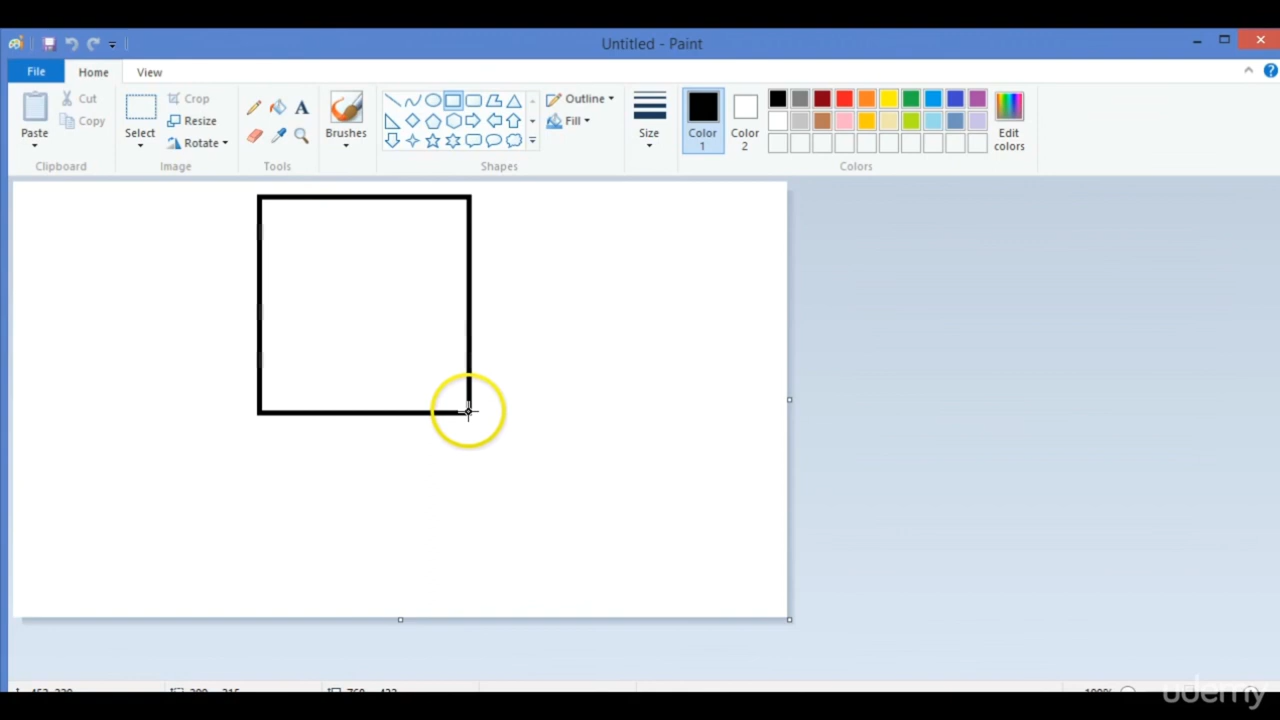 Untitled - Paint
File Home View
Cut Crop Outline
Paste Copy Select Resize A Brushes Fill Size Color 1 Color 2 Edit colors
Rotate
Clipboard Image Tools Shapes Colors
100%
udemy